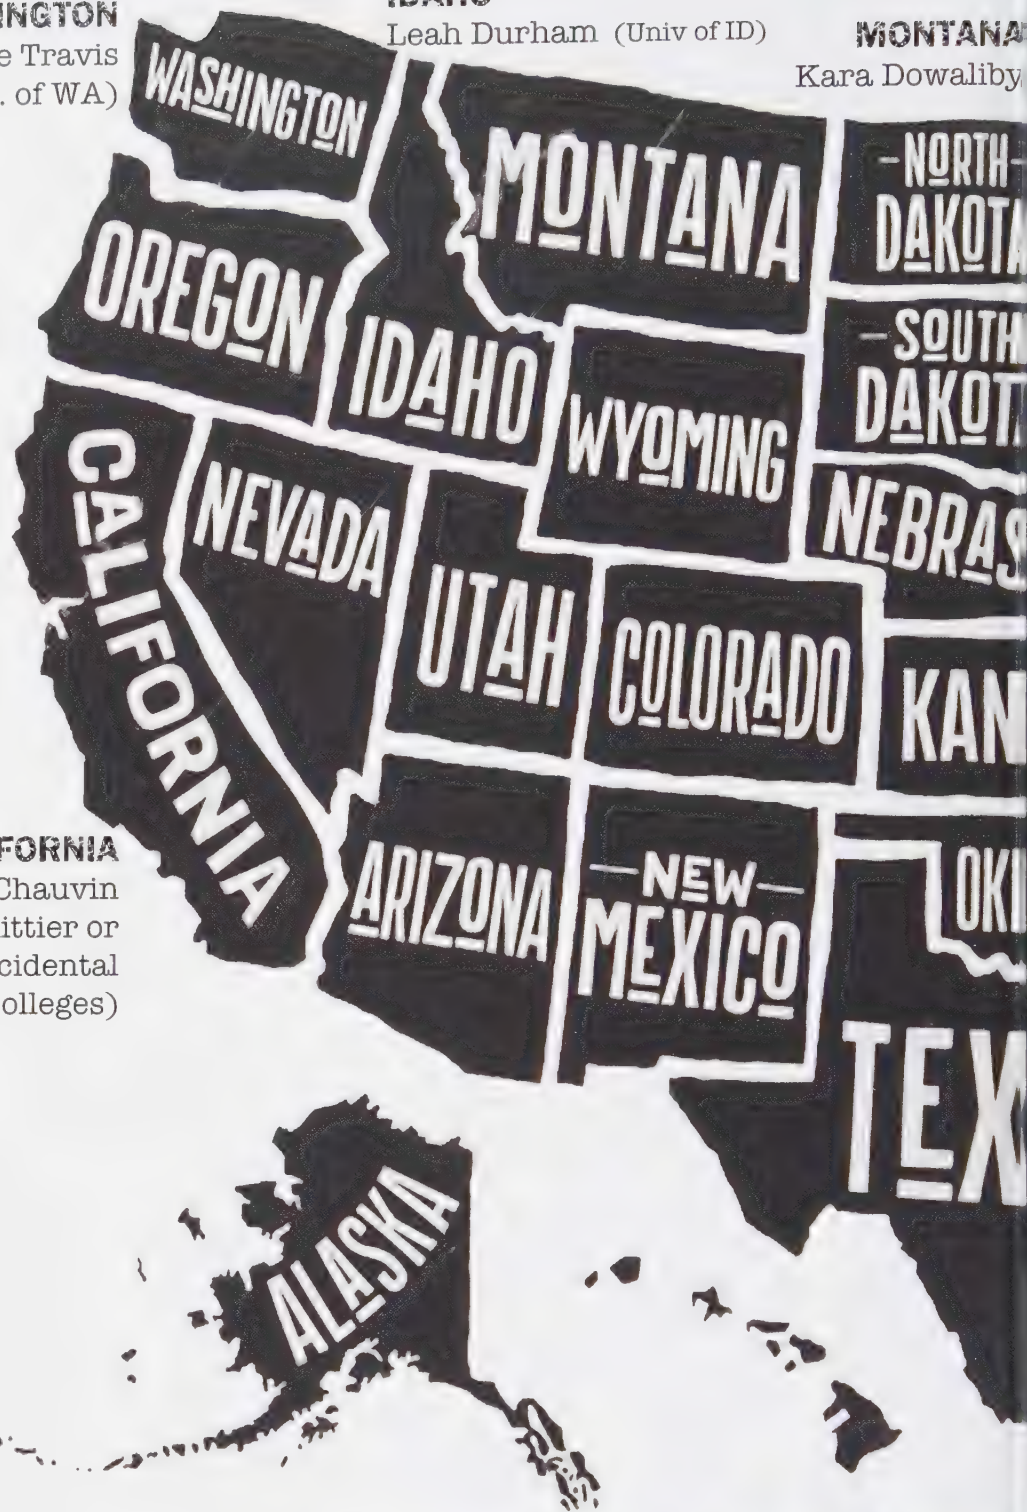 INGTON
e Travis
. of WA)
IDAHO
Leah Durham (Univ of ID)
MONTANA
Kara Dowaliby
WASHINGTON
MONTANA
-NORTH-
DAKOTA
OREGON
IDAHO
WYOMING
-SOUTH
DAKOT
NEBRAS
CALIFORNIA
NEVADA
UTAH
COLORADO
KAN
FORNIA
Chauvin
ittier or
cidental
olleges)
ARIZONA
-NEW-
MEXICO
OKL
TEX
ALASKA